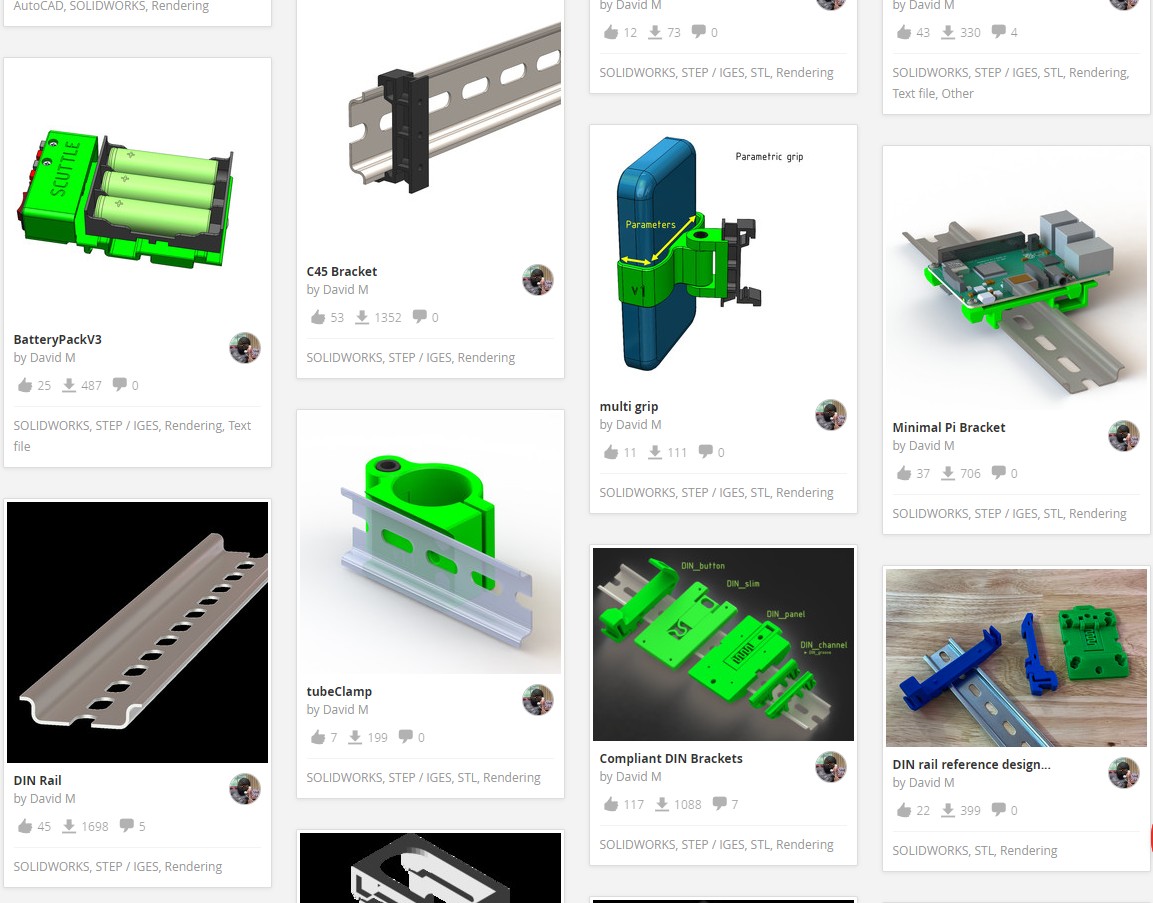 AutoCAD, SOLIDWORKS, Rendering
SCUTTLE
BatteryPackV3
by David M
25 487 0
SOLIDWORKS, STEP / IGES, Rendering, Text
file
DIN Rail
by David M
45 1698 5
SOLIDWORKS, STEP / IGES, Rendering
C45 Bracket
by David M
53 1352 0
SOLIDWORKS, STEP / IGES, Rendering
tubeClamp
by David M
7 199 0
SOLIDWORKS, STEP / IGES, STL, Rendering
by David M
12 73 0
SOLIDWORKS, STEP / IGES, STL, Rendering
Parametric grip
Parameters
v1
multi grip
by David M
11 111 0
SOLIDWORKS, STEP / IGES, STL, Rendering
DIN_button
DIN_slim
DIN_panel
DIN_channel
Compliant DIN Brackets
by David M
117 1088 7
SOLIDWORKS, STEP / IGES, STL, Rendering
by David M
43 330 4
SOLIDWORKS, STEP / IGES, STL, Rendering,
Text file, Other
Minimal Pi Bracket
by David M
37 706 0
SOLIDWORKS, STEP / IGES, STL, Rendering
DIN rail reference design...
by David M
22 399 0
SOLIDWORKS, STL, Rendering